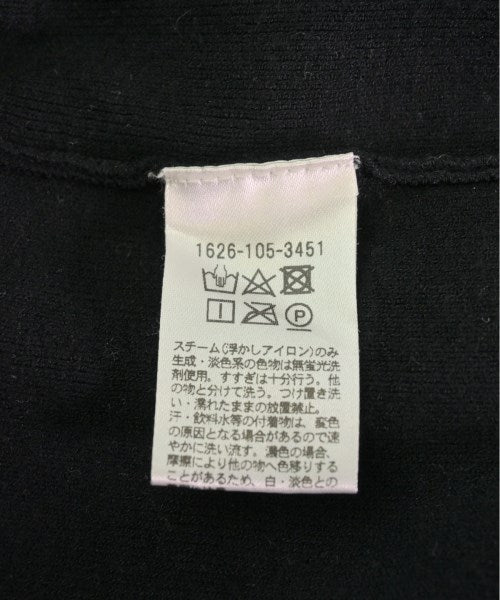 1626-105-3451
P
スチーム(浮かしアイロン)のみ
生成・淡色系の色物は無蛍光洗
剤使用。すすぎは十分行う。他
の物と分けて洗う。つけ置き洗
い・濡れたままの放置禁止。
汗・飲料水等の付着物は、変色
の原因となる場合があるので速
やかに洗い流す。濃色の場合、
摩擦により他の物へ色移りする
ことがあるため、白・淡色との